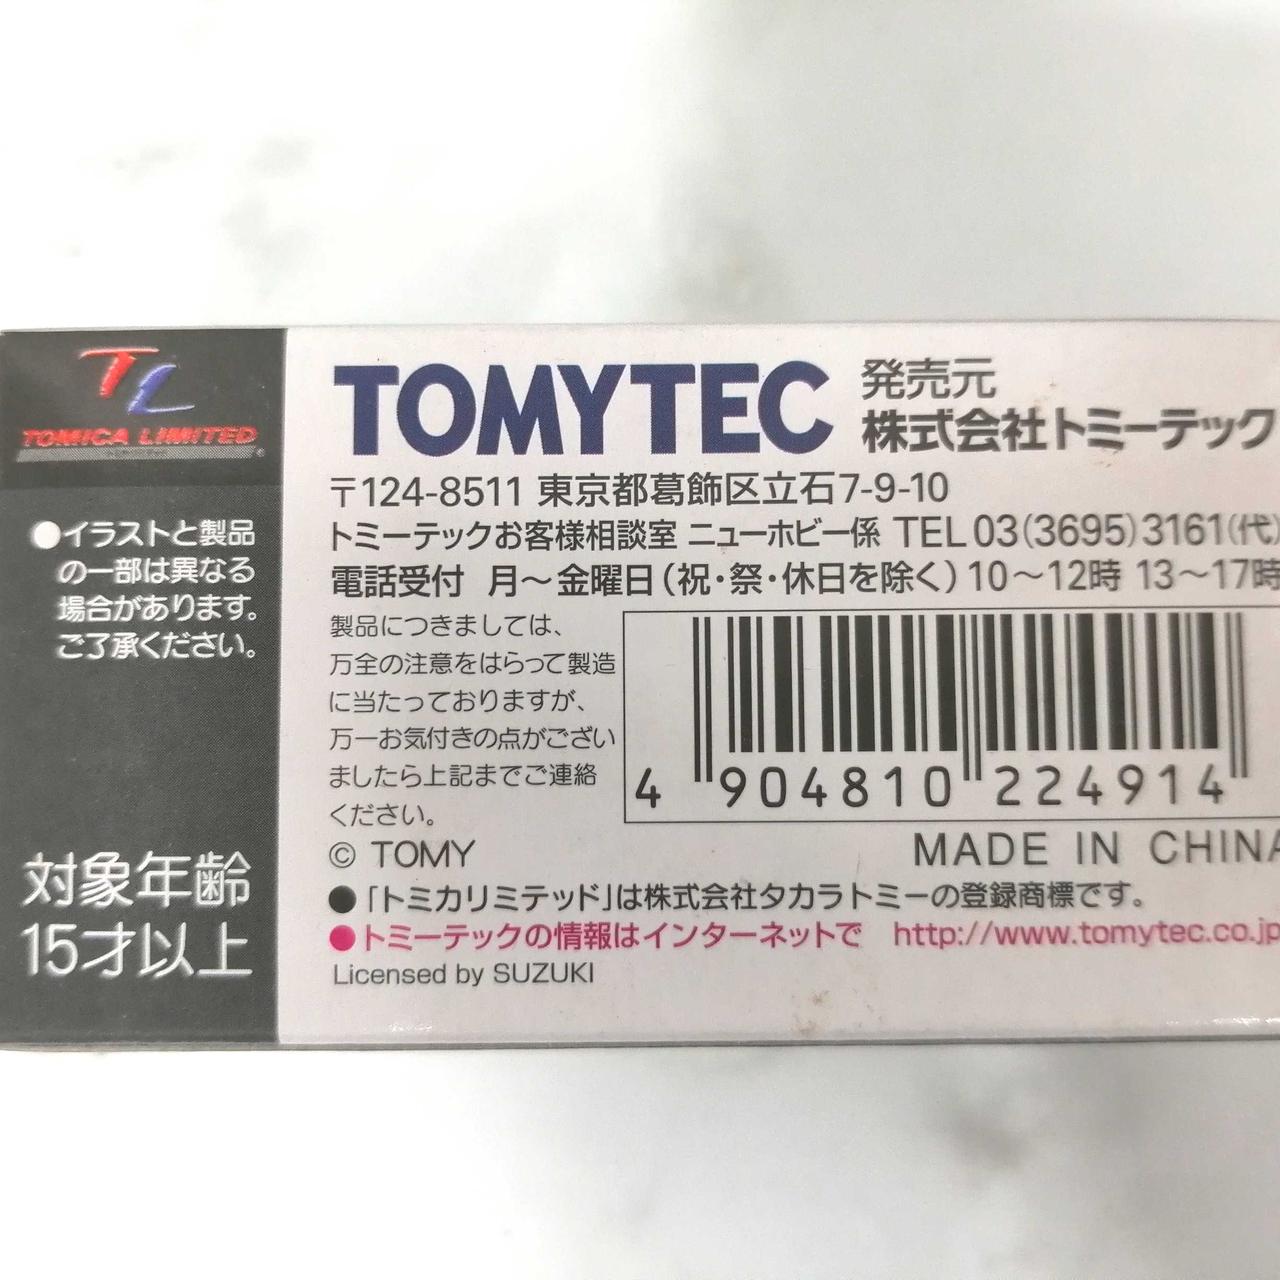 TL
TOMICA LIMITED
●イラストと製品
の一部は異なる
場合があります。
ご了承ください。
対象年齢
15才以上
TOMYTEC
発売元
株式会社トミーテック
〒124-8511 東京都葛飾区立石7-9-10
トミーテックお客様相談室 ニューホビー係 TEL 03(3695)3161(代)
電話受付 月～金曜日(祝・祭・休日を除く)10～12時 13～17時
製品につきましては、
万全の注意をはらって製造
に当たっておりますが、
万一お気付きの点がござい
ましたら上記までご連絡
ください。
4 904810 224914
© TOMY
MADE IN CHINA
●「トミカリミテッド」は株式会社タカラトミーの登録商標です。
●トミーテックの情報はインターネットで http://www.tomytec.co.jp
Licensed by SUZUKI